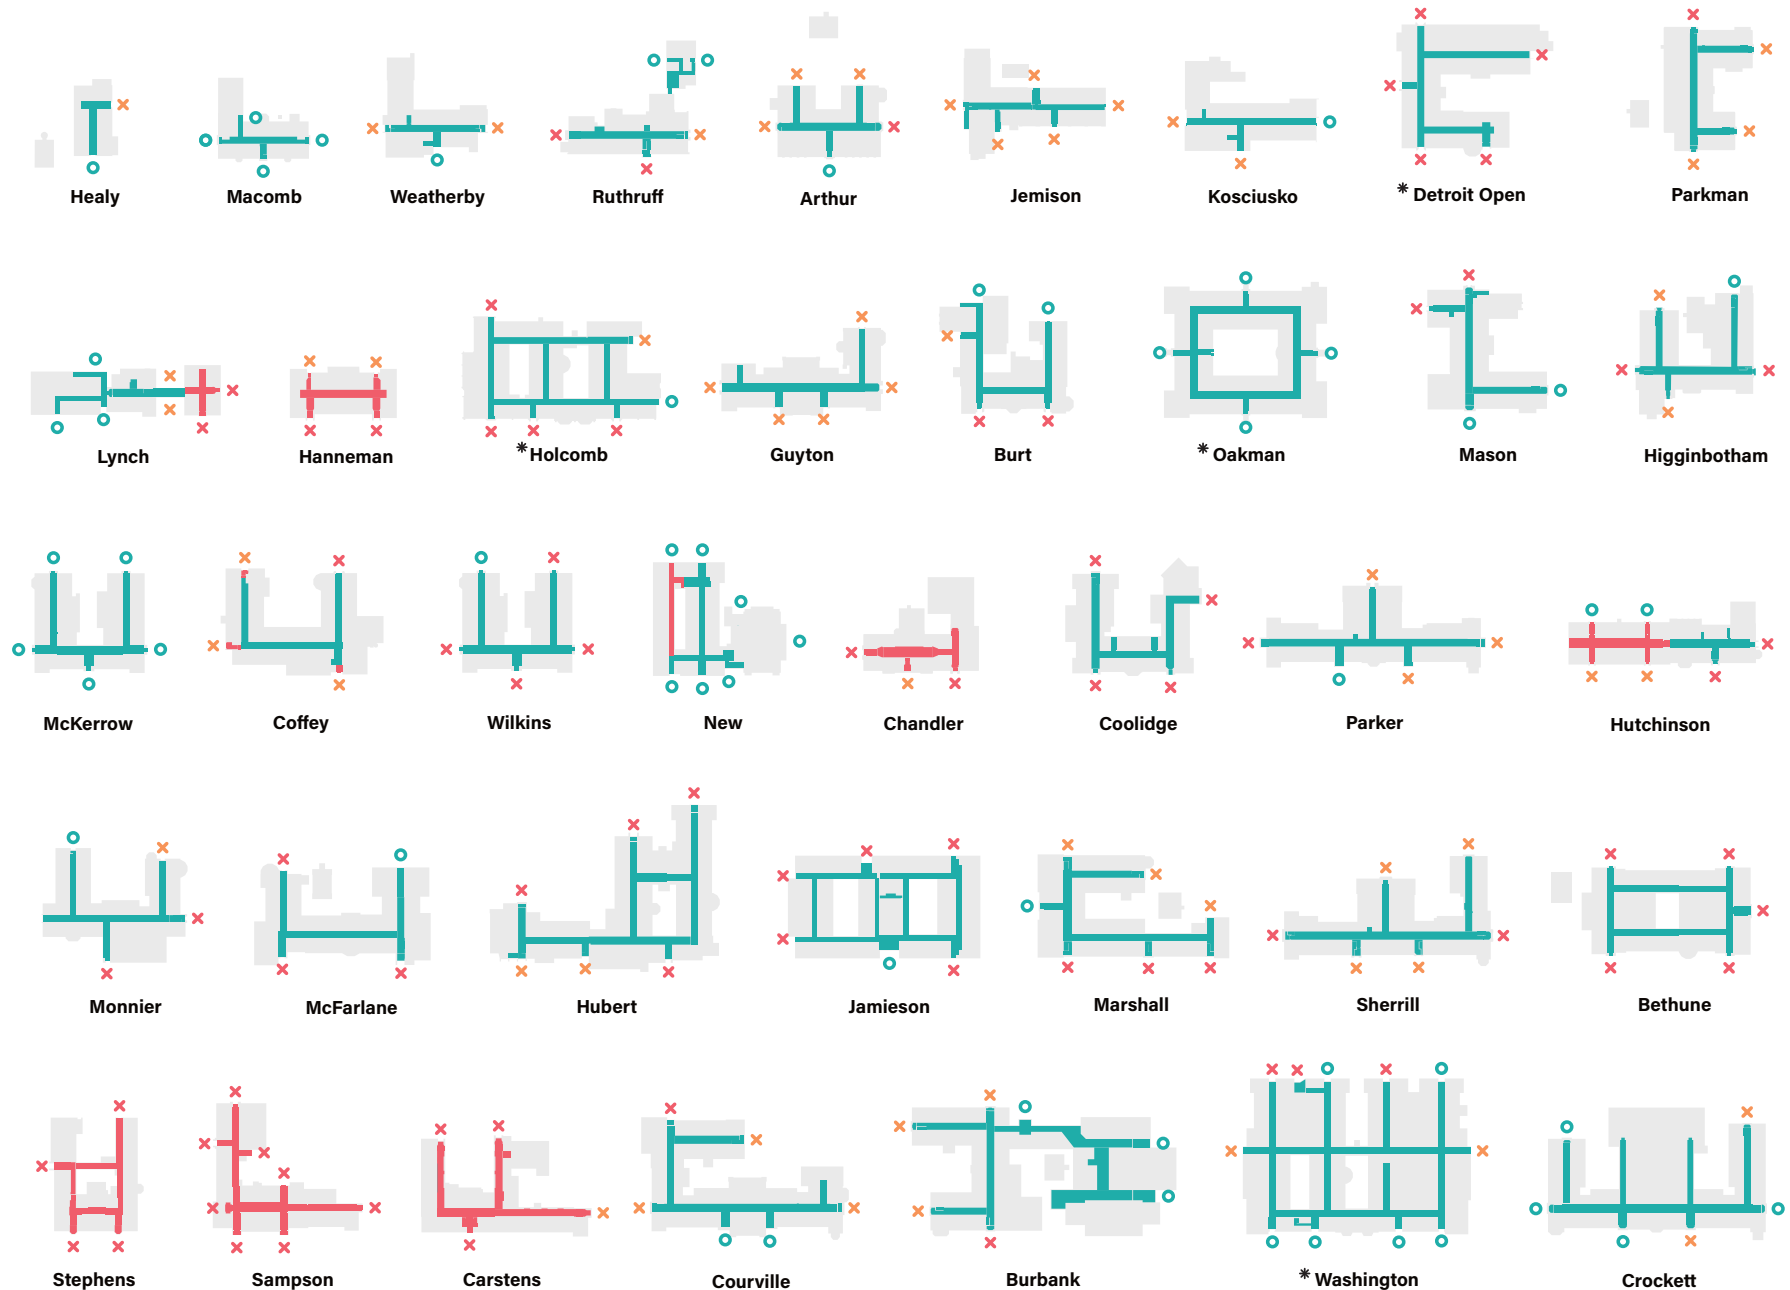 Healy
Macomb
Weatherby
Ruthruff
Arthur
Jemison
Kosciusko
* Detroit Open
Parkman
Lynch
Hanneman
* Holcomb
Guyton
Burt
* Oakman
Mason
Higginbotham
McKerrow
Coffey
Wilkins
New
Chandler
Coolidge
Parker
Hutchinson
Monnier
McFarlane
Hubert
Jamieson
Marshall
Sherrill
Bethune
Stephens
Sampson
Carstens
Courville
Burbank
* Washington
Crockett